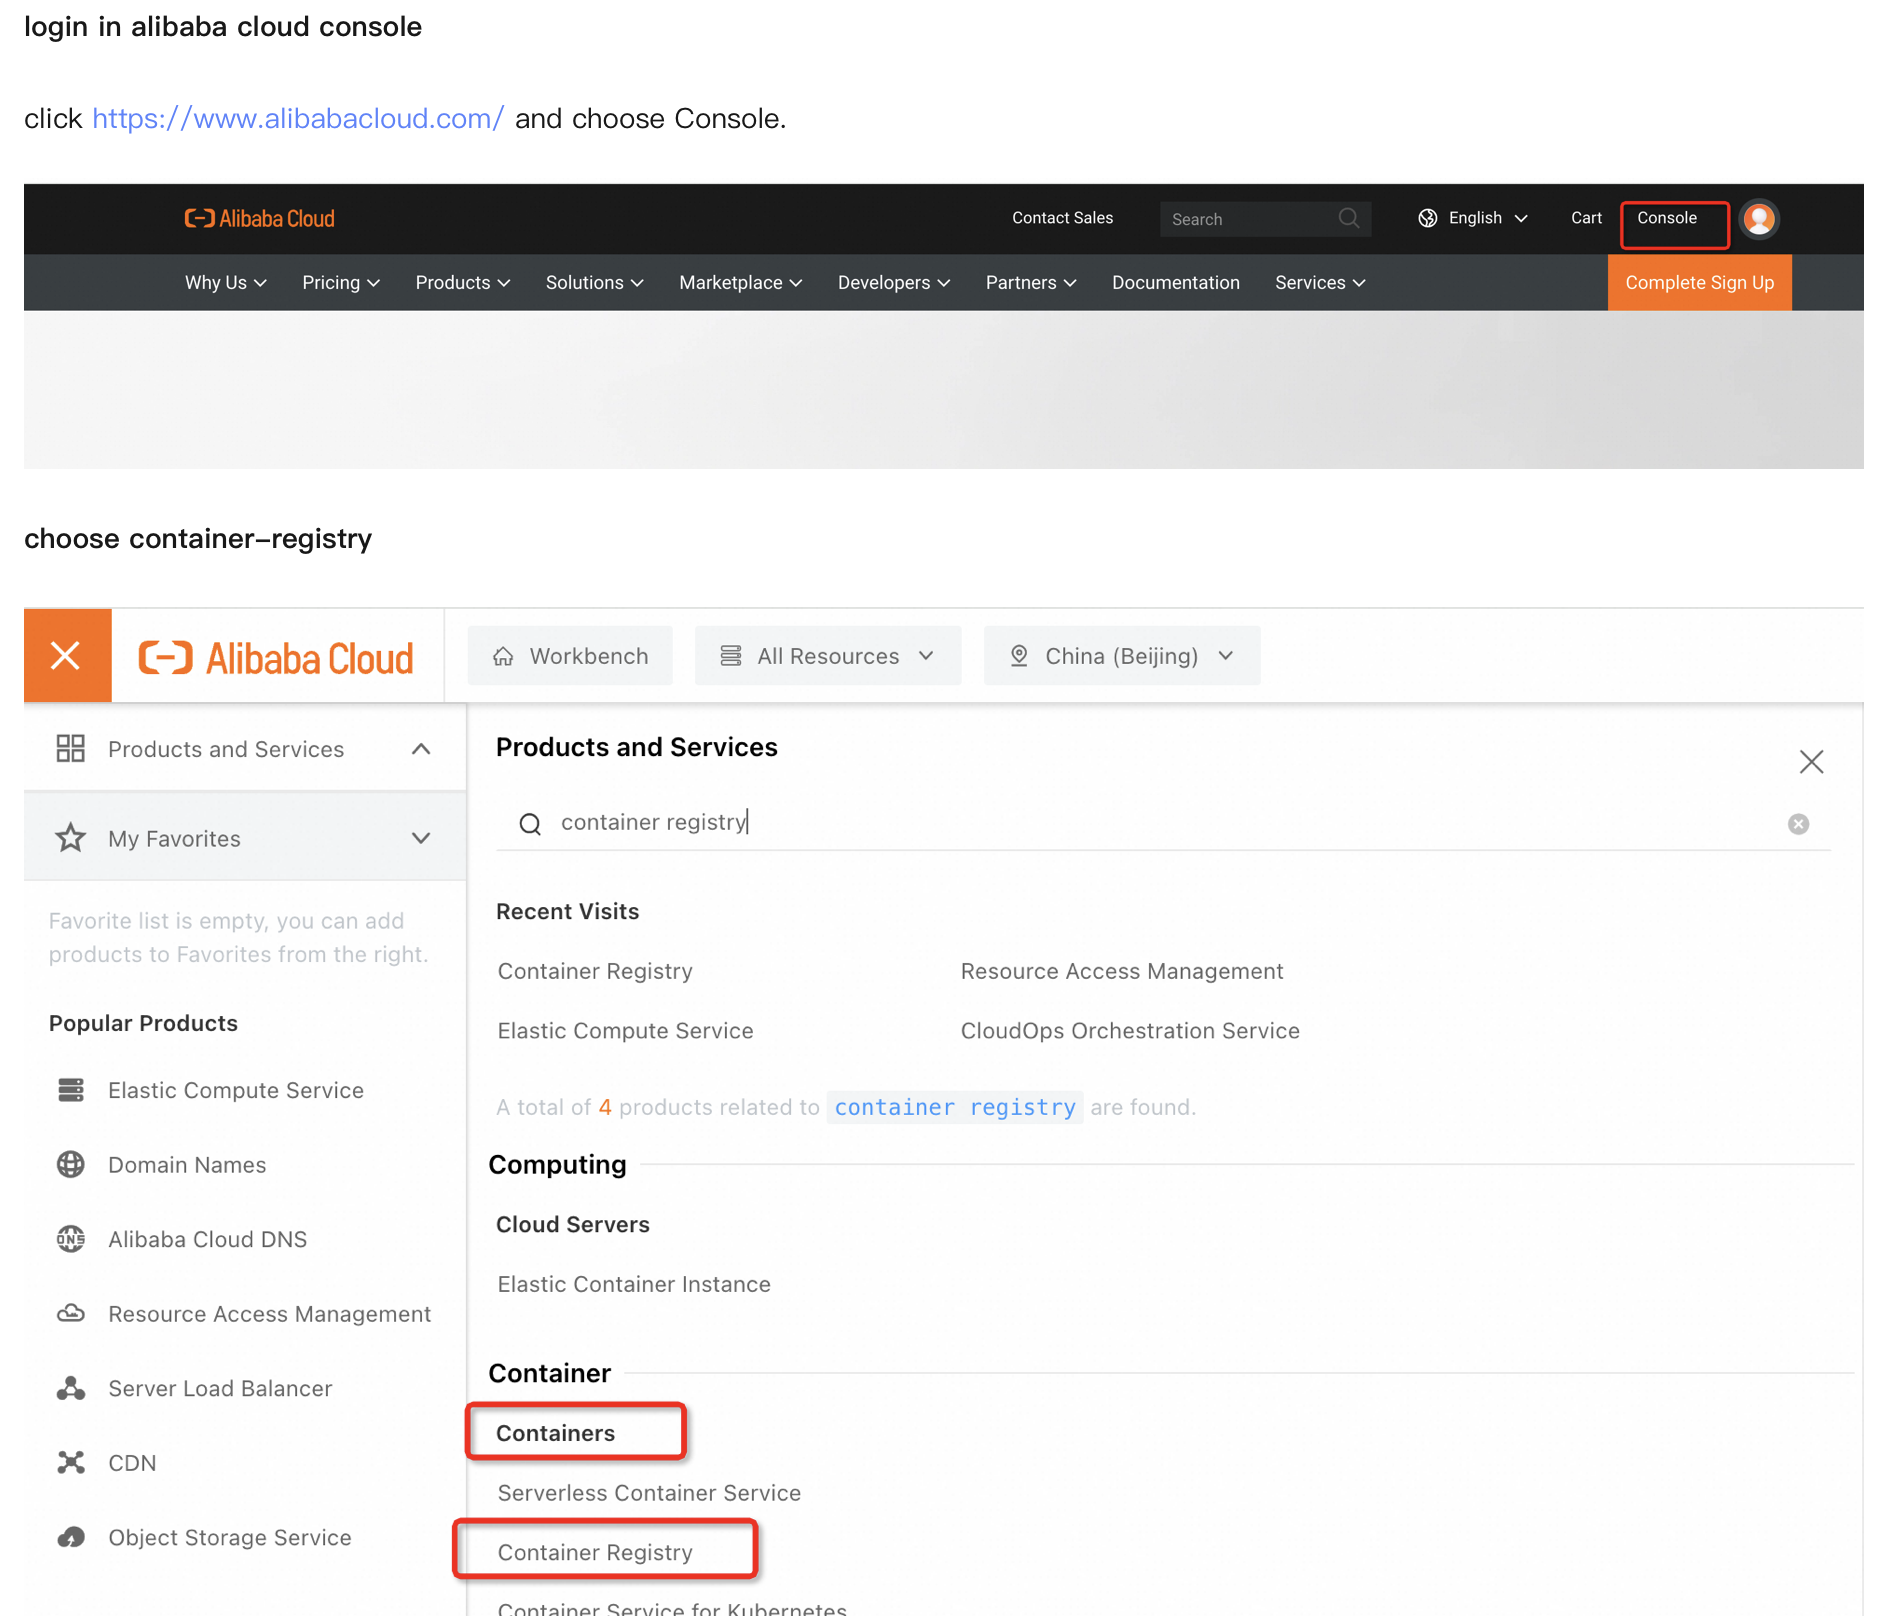 login in alibaba cloud console
click https://www.alibabacloud.com/ and choose Console.
Alibaba Cloud
Contact Sales
Search
English
Cart
Console
Why Us
Pricing
Products
Solutions
Marketplace
Developers
Partners
Documentation
Services
Complete Sign Up
choose container-registry
Alibaba Cloud
Workbench
All Resources
China (Beijing)
Products and Services
My Favorites
Favorite list is empty, you can add
products to Favorites from the right.
Popular Products
Elastic Compute Service
Domain Names
DNS
Alibaba Cloud DNS
Resource Access Management
Server Load Balancer
CDN
Object Storage Service
Products and Services
container registry
Recent Visits
Container Registry
Resource Access Management
Elastic Compute Service
CloudOps Orchestration Service
A total of 4 products related to container registry are found.
Computing
Cloud Servers
Elastic Container Instance
Container
Containers
Serverless Container Service
Container Registry
Container Service for Kubernetes